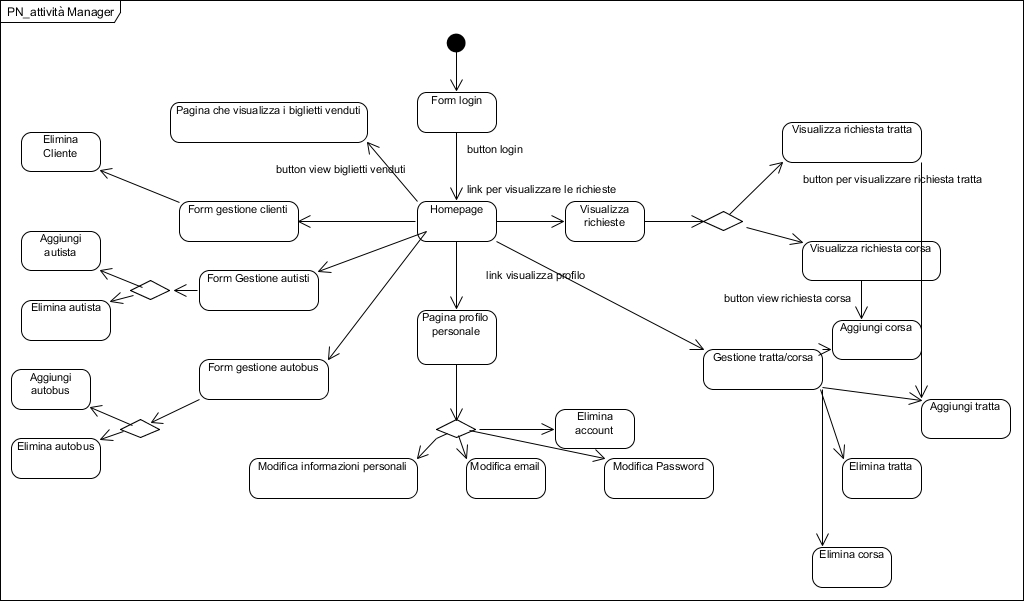 PN_attività Manager
Form login
Pagina che visualizza i biglietti venduti
button login
button view biglietti venduti
Elimina
Cliente
Visualizza richiesta tratta
button per visualizzare richiesta tratta
link per visualizzare le richieste
Form gestione clienti
Homepage
Visualizza
richieste
Aggiungi
autista
Visualizza richiesta corsa
Form Gestione autisti
link visualizza profilo
button view richiesta corsa
Elimina autista
Pagina profilo
personale
Aggiungi corsa
Gestione tratta/corsa
Form gestione autobus
Aggiungi
autobus
Aggiungi tratta
Elimina
account
Elimina autobus
Modifica informazioni personali
Modifica email
Modifica Password
Elimina tratta
Elimina corsa